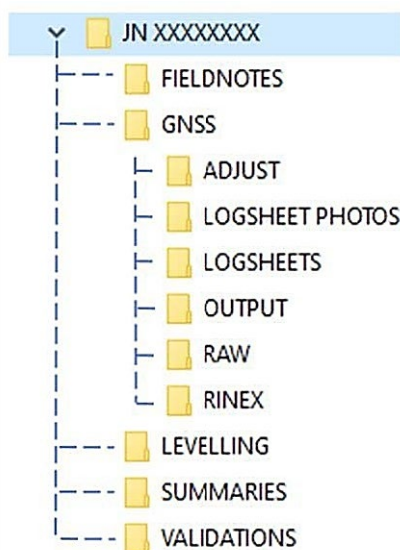 JN XXXXXXXX
FIELDNOTES
GNSS
ADJUST
LOGSHEET PHOTOS
LOGSHEETS
OUTPUT
RAW
RINEX
LEVELLING
SUMMARIES
VALIDATIONS